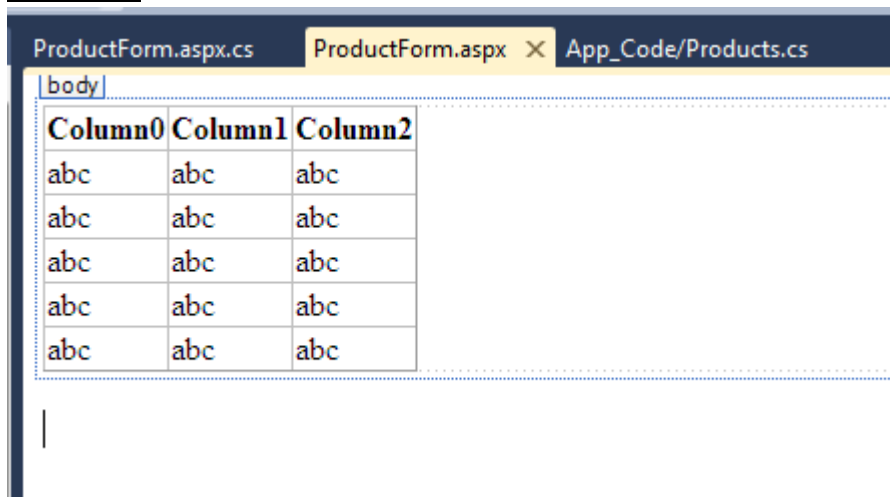 ProductForm.aspx.cs ProductForm.aspx App_Code/Products.cs
body
Column0 Column1 Column2
abc abc abc
abc abc abc
abc abc abc
abc abc abc
abc abc abc